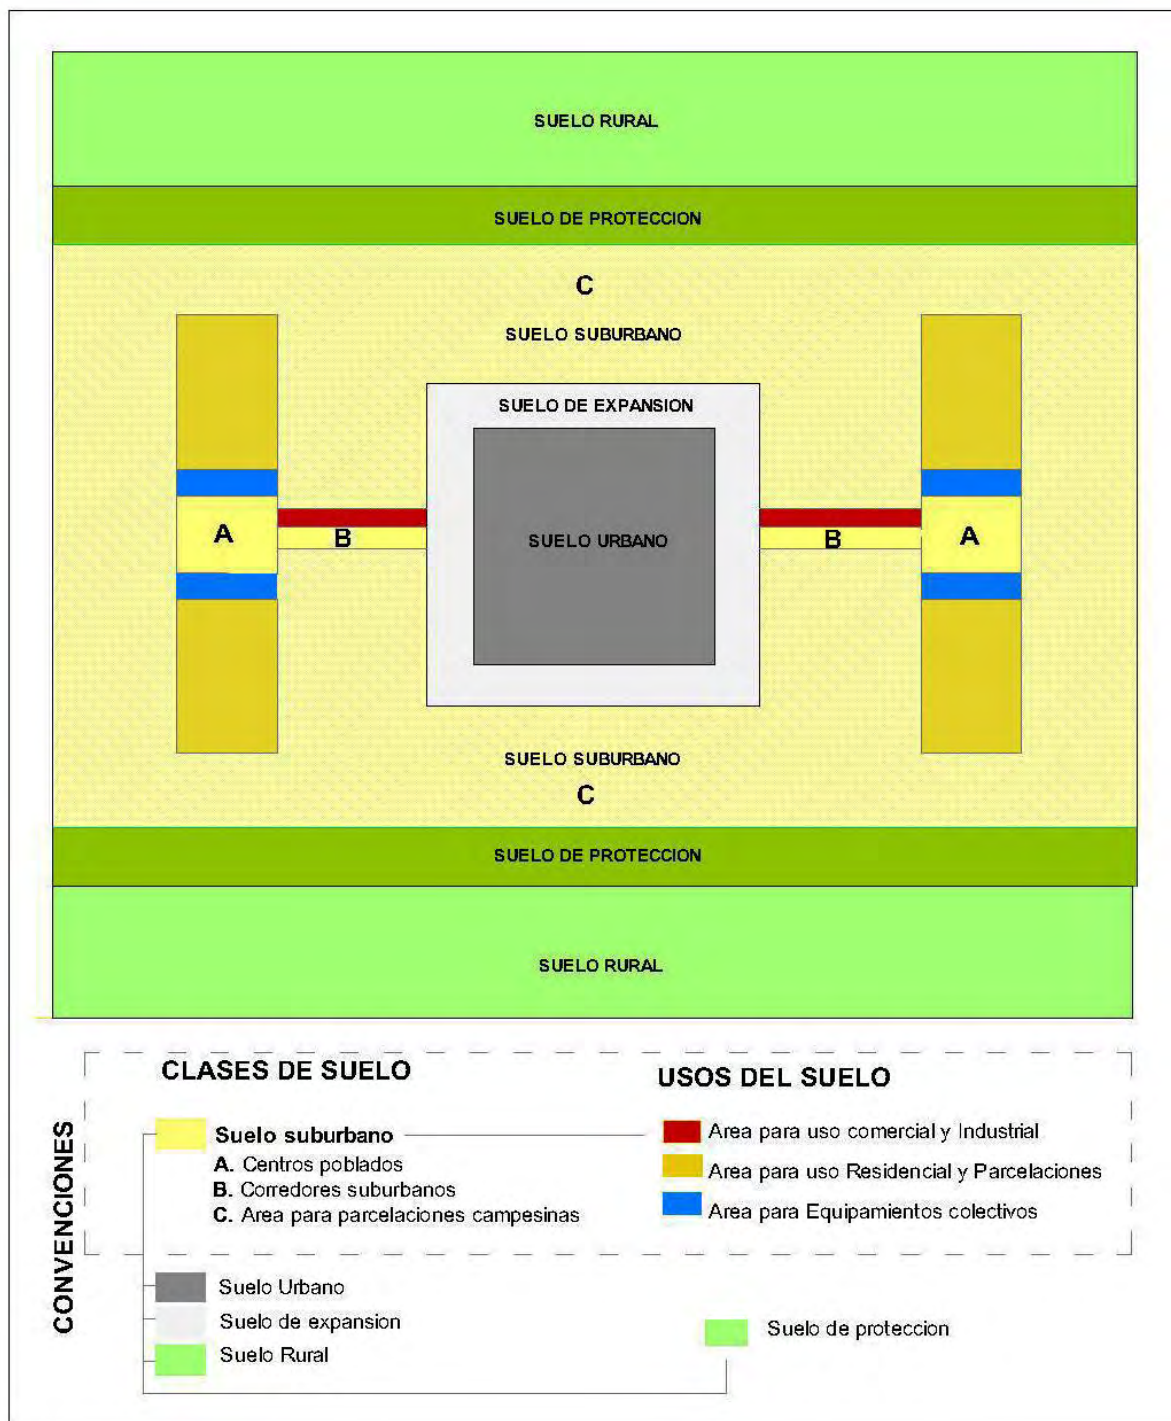 SUELO RURAL
SUELO DE PROTECCION
C
SUELO SUBURBANO
SUELO DE EXPANSION
A
B
SUELO URBANO
B
A
SUELO SUBURBANO
C
SUELO DE PROTECCION
SUELO RURAL
CONVENCIONES
CLASES DE SUELO
Suelo suburbano
A. Centros poblados
B. Corredores suburbanos
C. Area para parcelaciones campesinas
USOS DEL SUELO
Area para uso comercial y Industrial
Area para uso Residencial y Parcelaciones
Area para Equipamientos colectivos
Suelo Urbano
Suelo de expansion
Suelo Rural
Suelo de proteccion